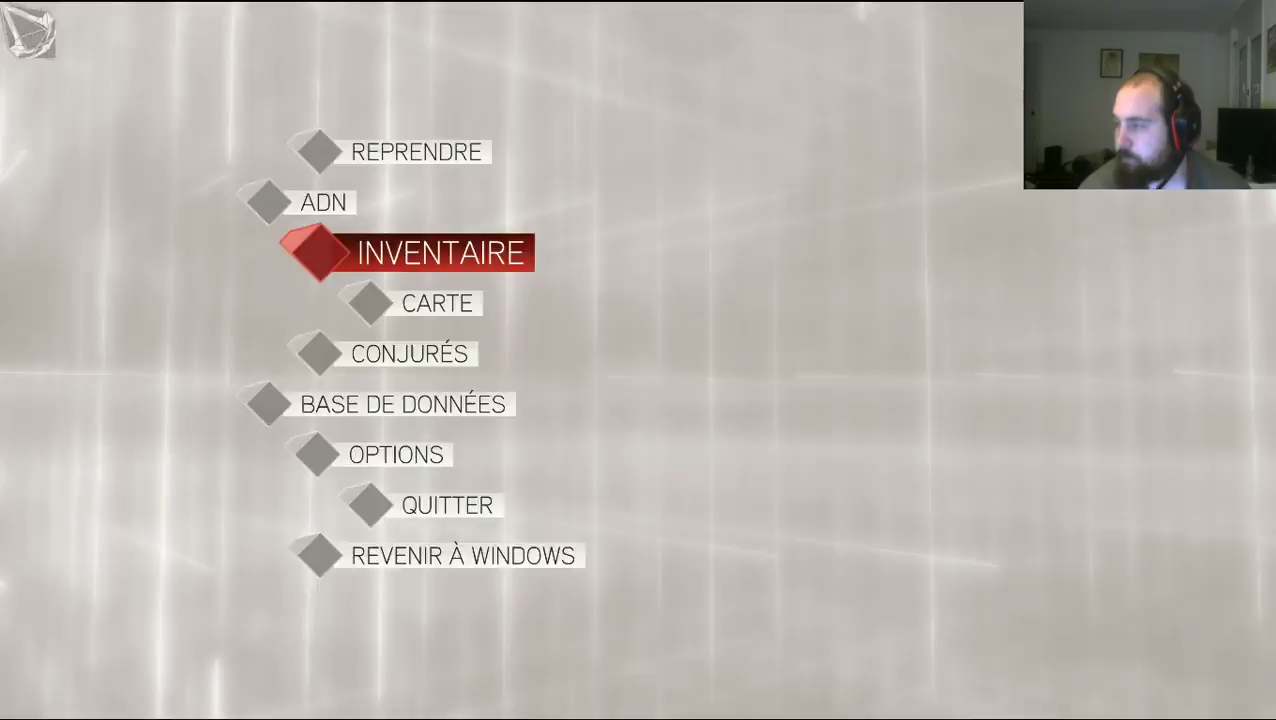 REPRENDRE
ADN
INVENTAIRE
CARTE
CONJURÉS
BASE DE DONNÉES
OPTIONS
QUITTER
REVENIR À WINDOWS